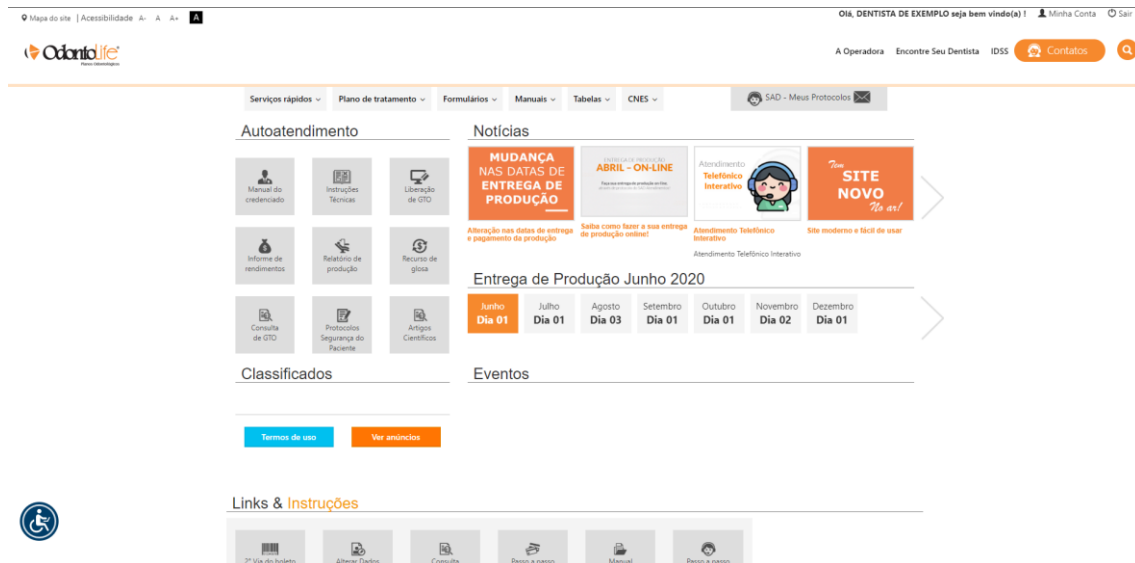 Mapa do site | Acessibilidade A- A A+ A
Olá, DENTISTA DE EXEMPLO seja bem vindo(a) ! Minha Conta Sair
OdontoLife
Planos Odontológicos
A Operadora Encontre Seu Dentista IDSS Contatos
Serviços rápidos Plano de tratamento Formulários Manuais Tabelas CNES SAD - Meus Protocolos
Autoatendimento
Manual do
credenciado
Instruções
Técnicas
Liberação
de GTO
Informe de
rendimentos
Relatório de
produção
Recurso de
glosa
Consulta
de GTO
Protocolos
Segurança do
Paciente
Artigos
Científicos
Notícias
MUDANÇA
NAS DATAS DE
ENTREGA DE
PRODUÇÃO
Alteração nas datas de entrega
e pagamento da produção
ENTREGA DE PRODUÇÃO
ABRIL - ON-LINE
Saiba como fazer a sua entrega
de produção online!
Atendimento
Telefônico
Interativo
Atendimento Telefônico
Interativo
Atendimento Telefônico Interativo
Tem
SITE
NOVO
No ar!
Site moderno e fácil de usar
Entrega de Produção Junho 2020
Junho Julho Agosto Setembro Outubro Novembro Dezembro
Dia 01 Dia 01 Dia 03 Dia 01 Dia 01 Dia 02 Dia 01
Classificados
Termos de uso Ver anúncios
Eventos
Links & Instruções
2ª Via do boleto Alterar Dados Consulta Passo a passo Manual Passo a passo